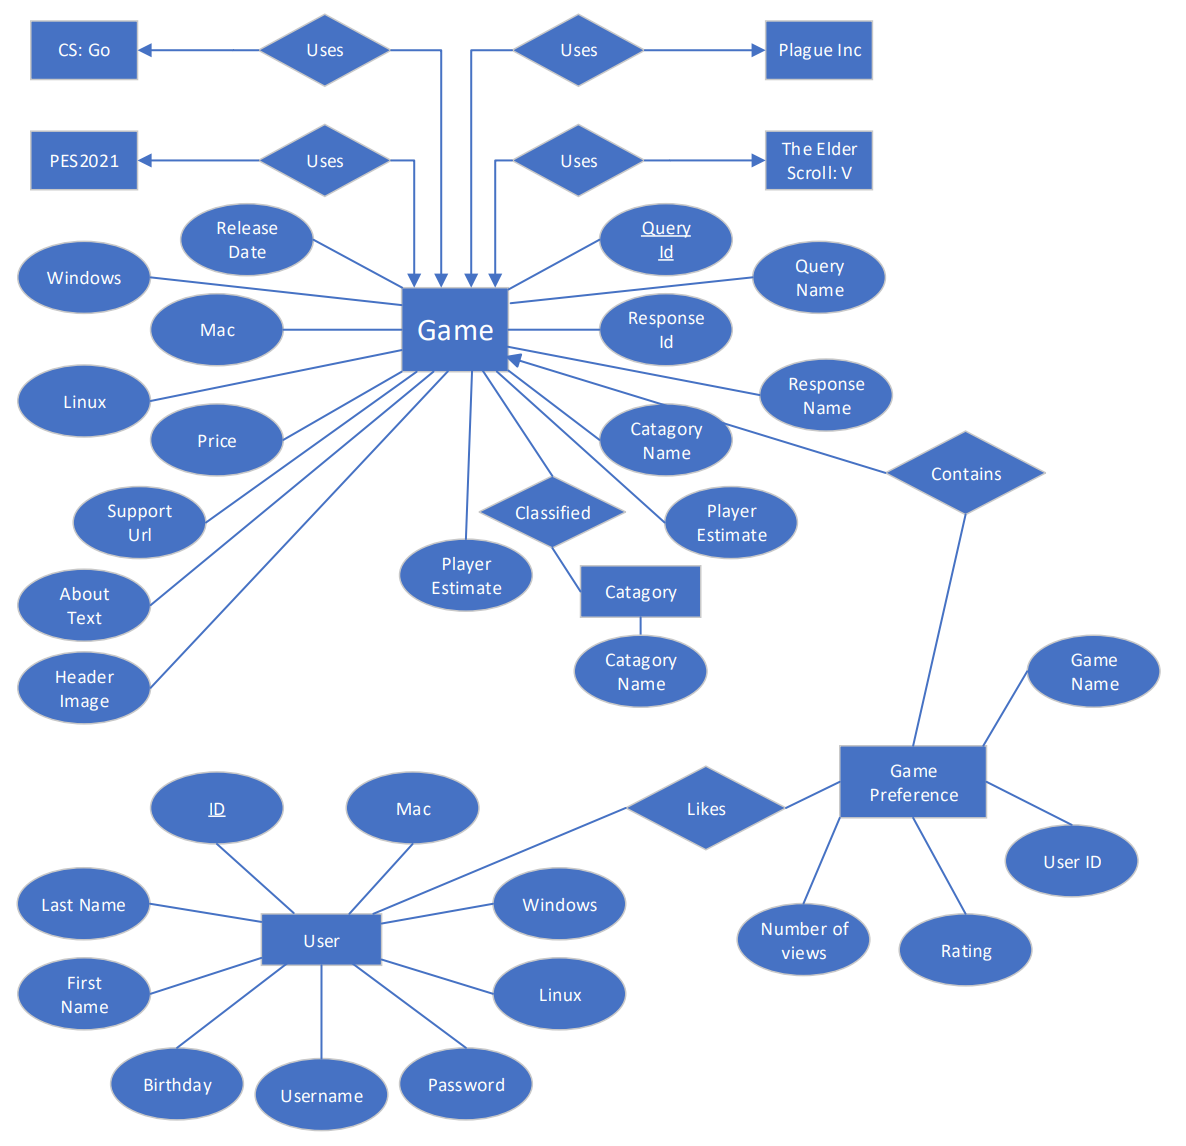 CS: Go
Uses
Uses
Plague Inc
PES2021
Uses
Uses
The Elder
Scroll: V
Release
Date
Query
Id
Windows
Query
Name
Mac
Game
Response
Id
Linux
Response
Name
Price
Catagory
Name
Contains
Support
Url
Classified
Player
Estimate
Player
Estimate
About
Text
Catagory
Header
Image
Catagory
Name
Game
Name
Game
Preference
ID
Mac
Likes
User ID
Last Name
Windows
User
Number of
views
Rating
First
Name
Linux
Birthday
Username
Password